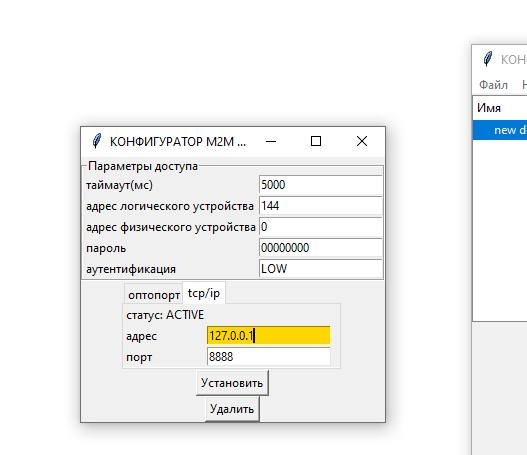 КОНФИГУРАТОР M2M ...
Параметры доступа
таймаут(мс) 5000
адрес логического устройства 144
адрес физического устройства 0
пароль 00000000
аутентификация LOW
оптопорт tcp/ip
статус: ACTIVE
адрес 127.0.0.1
порт 8888
Установить
Удалить
Файл
Имя
new d